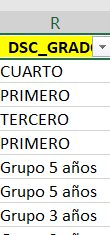 R
DSC_GRADO
CUARTO
PRIMERO
TERCERO
PRIMERO
Grupo 5 años
Grupo 5 años
Grupo 3 años